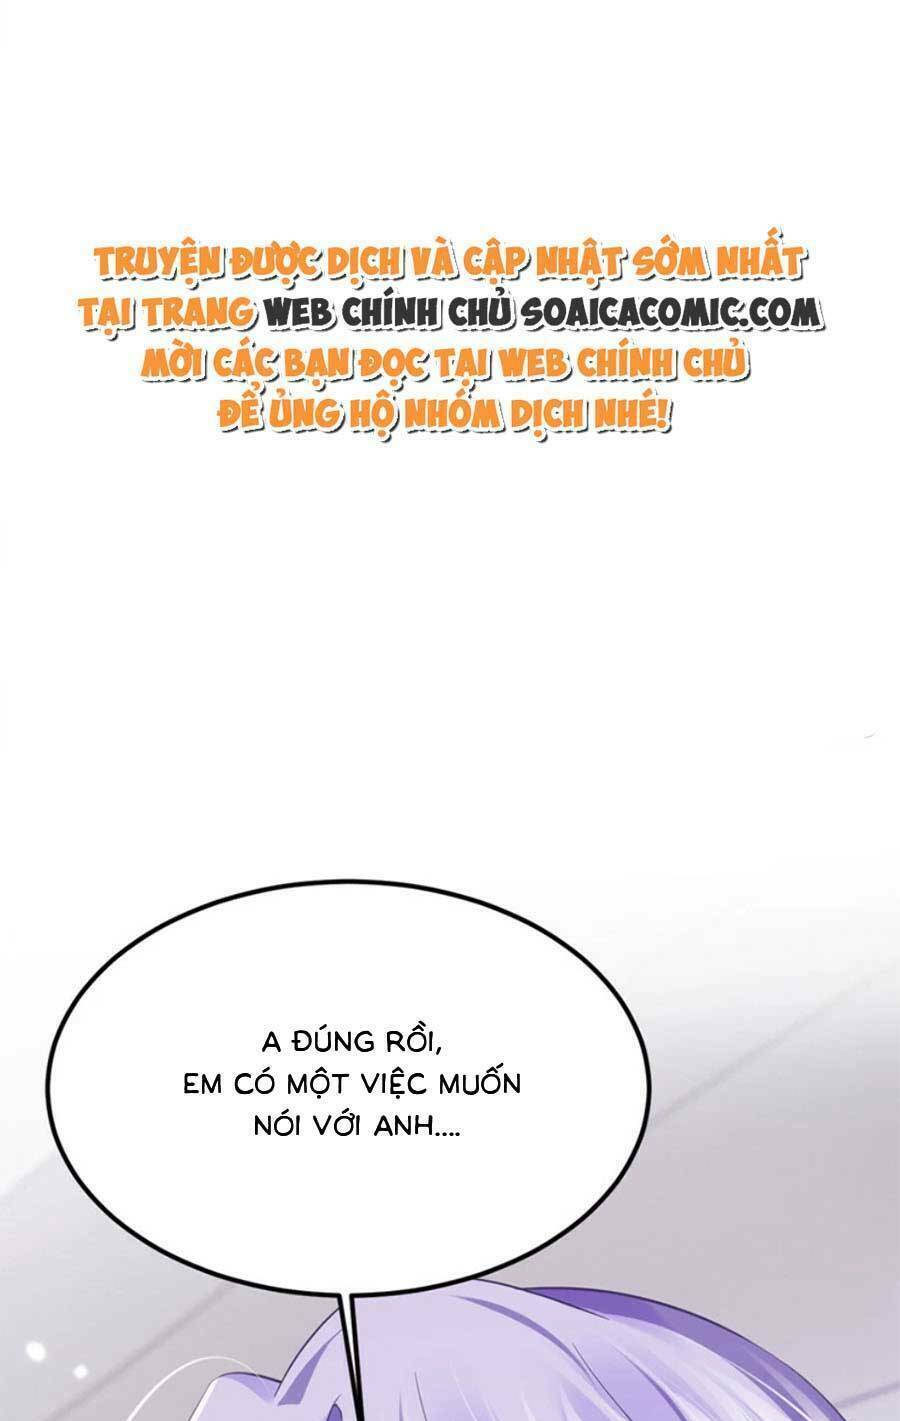 TRUYỆN ĐƯỢC DỊCH VÀ CẬP NHẬT SỚM NHẤT
TẠI TRANG WEB CHÍNH CHỦ SOAICACOMIC.COM
MỜI CÁC BẠN ĐỌC TẠI WEB CHÍNH CHỦ
ĐỂ ỦNG HỘ NHÓM DỊCH NHÉ!
A ĐÚNG RỒI,
EM CÓ MỘT VIỆC MUỐN
NÓI VỚI ANH....